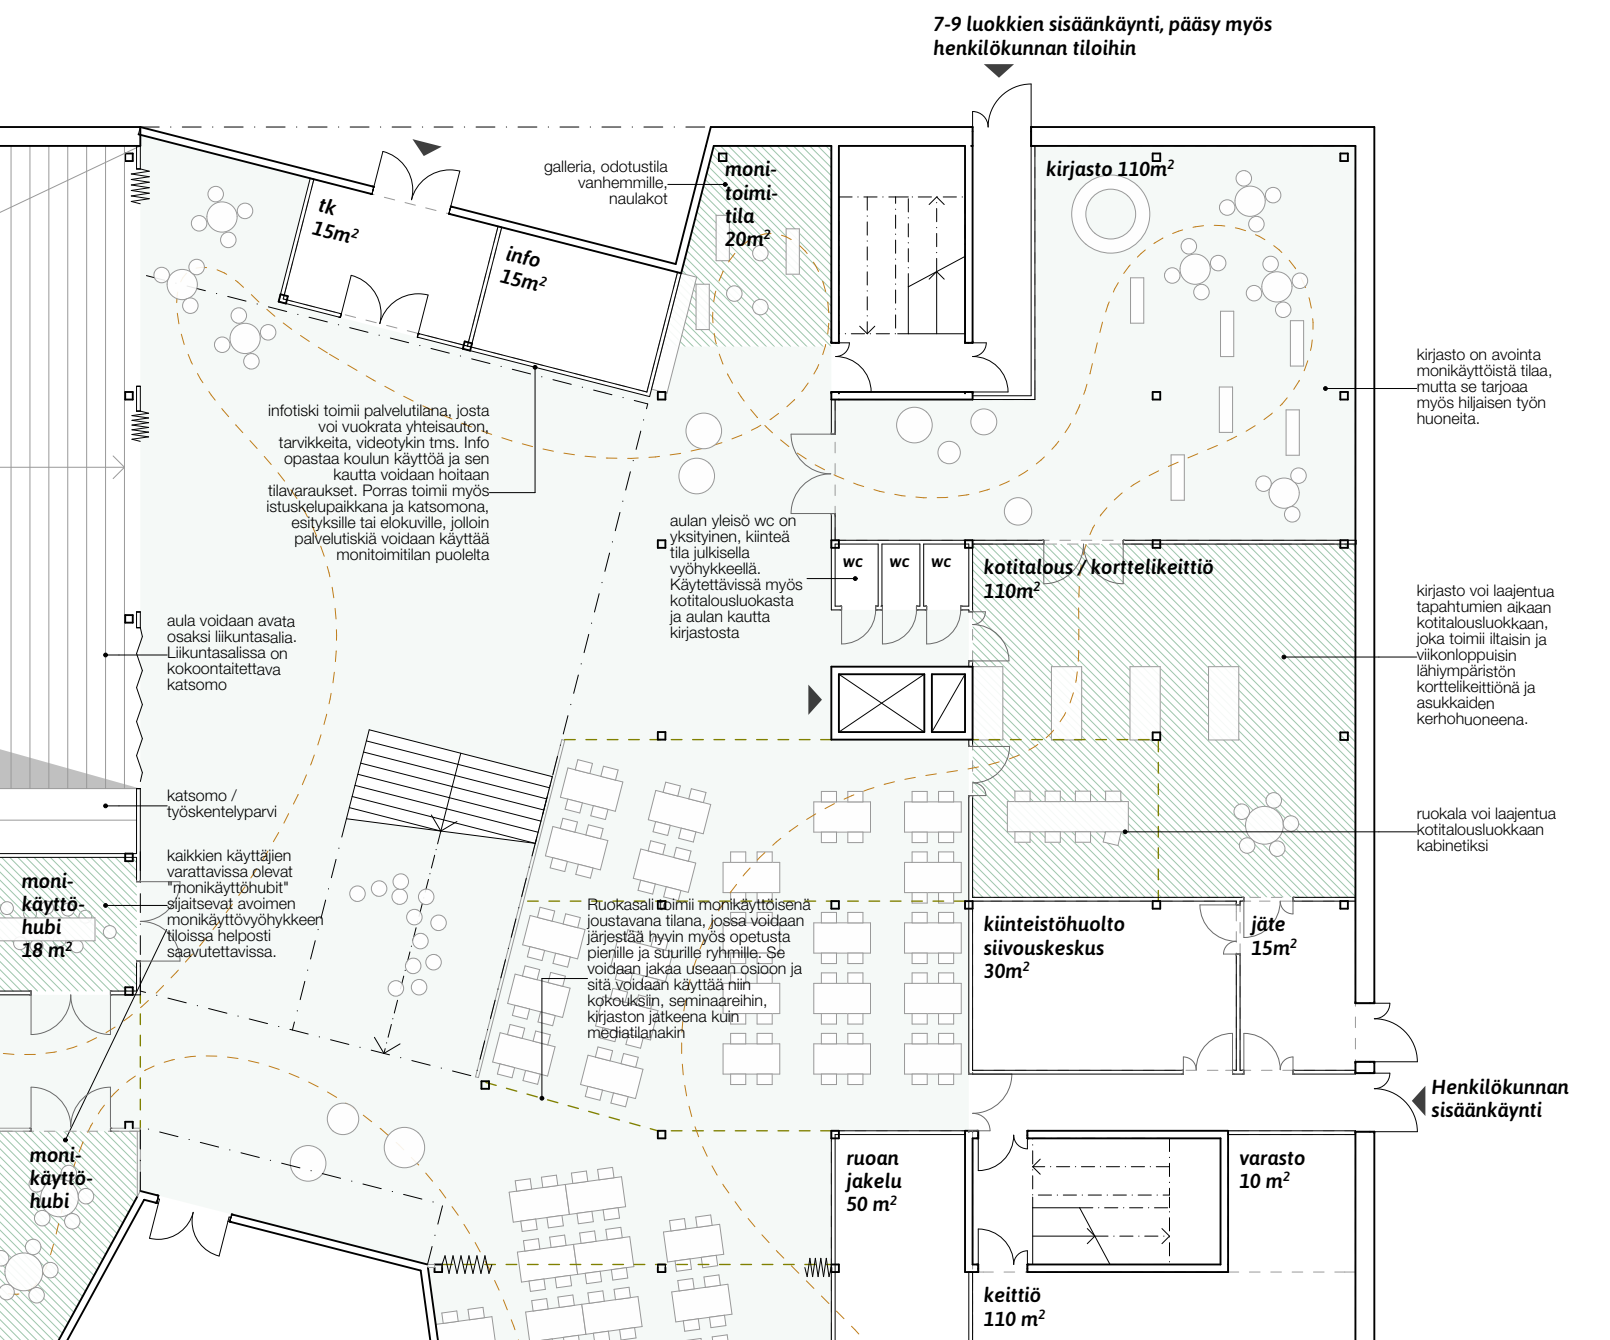 7-9 luokkien sisäänkäynti, pääsy myös
henkilökunnan tiloihin
galleria, odotustila
vanhemmille,
naulakot
moni-
toimi-
tila
20m²
kirjasto 110m²
tk
15m²
info
15m²
kirjasto on avointa
monikäyttöistä tilaa,
mutta se tarjoaa
myös hiljaisen työn
huoneita.
infotiski toimii palvelutilana, josta
voi vuokrata yhteisauton,
tarvikkeita, videotykin tms. Info
opastaa koulun käyttöä ja sen
kautta voidaan hoitaan
tilavaraukset. Porras toimii myös
istuskelupaikkana ja katsomona,
esityksille tai elokuville, jolloin
palvelutiskiä voidaan käyttää
monitoimitilan puolelta
aulan yleisö wc on
yksityinen, kiinteä
tila julkisella
vyöhykkeellä.
Käytettävissä myös
kotitalousluokasta
ja aulan kautta
kirjastosta
wc
wc
wc
kotitalous / korttelikeittiö
110m²
kirjasto voi laajentua
tapahtumien aikaan
kotitalousluokkaan,
joka toimii iltaisin ja
viikonloppuisin
lähiympäristön
korttelikeittiönä ja
asukkaiden
kerhohuoneena.
aula voidaan avata
osaksi liikuntasalia.
Liikuntasalissa on
kokoontaitettava
katsomo
katsomo /
työskentelyparvi
ruokala voi laajentua
kotitalousluokkaan
kabinetiksi
kaikkien käyttäjien
varattavissa olevat
"monikäyttöhubit"
sijaitsevat avoimen
monikäyttövyöhykkeen
tiloissa helposti
saavutettavissa.
moni-
käyttö-
hubi
18 m²
Ruokasali toimii monikäyttöisenä
joustavana tilana, jossa voidaan
järjestää hyvin myös opetusta
pienille ja suurille ryhmille. Se
voidaan jakaa useaan osioon ja
sitä voidaan käyttää niin
kokouksiin, seminaareihin,
kirjaston jatkeena kuin
mediatilanakin
kiinteistöhuolto
siivouskeskus
30m²
jäte
15m²
Henkilökunnan
sisäänkäynti
moni-
käyttö-
hubi
ruoan
jakelu
50 m²
varasto
10 m²
keittiö
110 m²